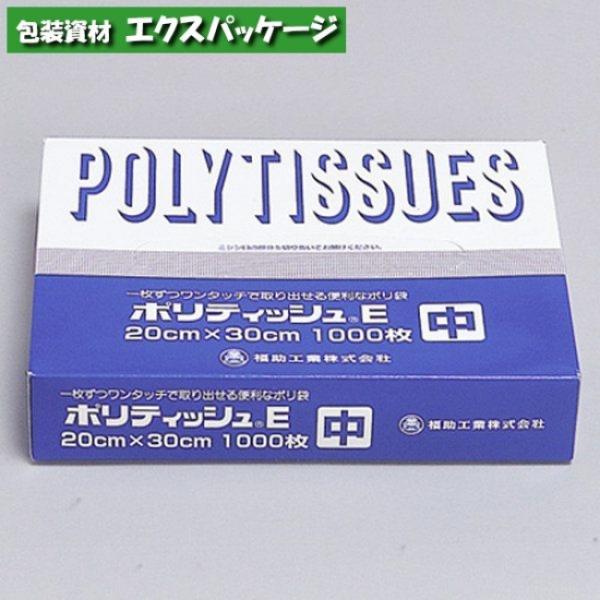 包装資材 エクスパッケージ
POLYTISSUES
一枚ずつワンタッチで取り出せる便利なポリ袋
ポリティッシュ®E 中
20cm×30cm 1000枚
福助工業株式会社
一枚ずつワンタッチで取り出せる便利なポリ袋
ポリティッシュ®E 中
20cm×30cm 1000枚
福助工業株式会社